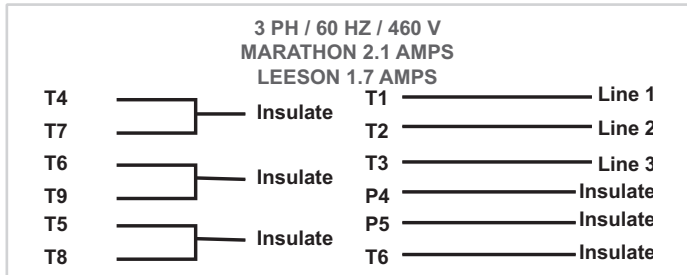 3 PH / 60 HZ / 460 V
MARATHON 2.1 AMPS
LEESON 1.7 AMPS
T4
T7
Insulate
T6
T9
Insulate
T5
T8
Insulate
T1 Line 1
T2 Line 2
T3 Line 3
P4 Insulate
P5 Insulate
T6 Insulate